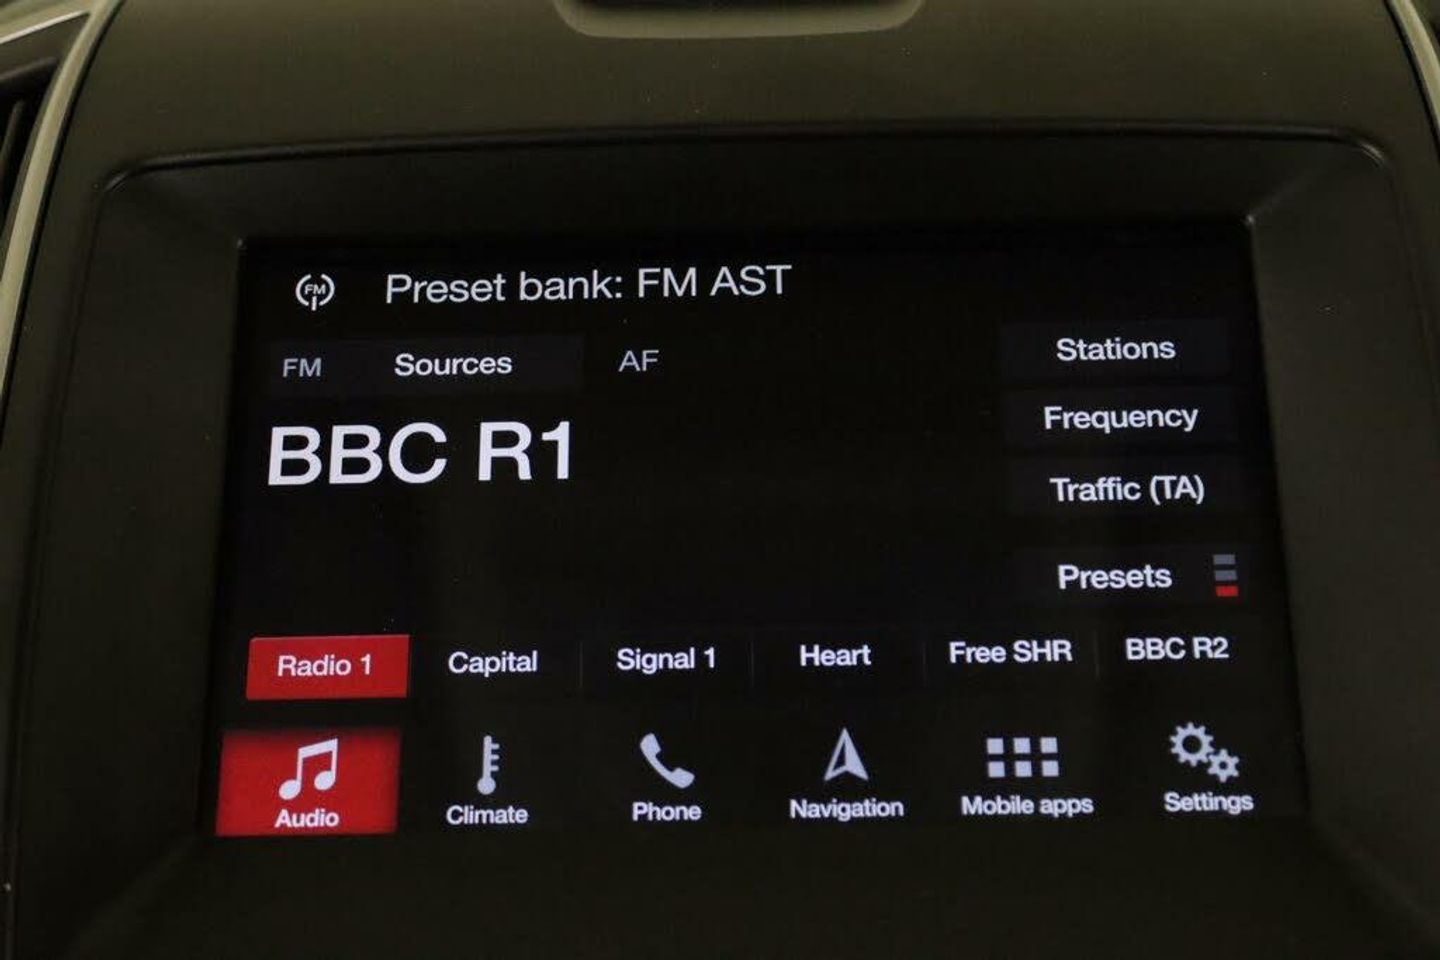 FM
Preset bank: FM AST
FM Sources AF
Stations
BBC R1
Frequency
Traffic (TA)
Presets
Radio 1 Capital Signal 1 Heart Free SHR BBC R2
Audio Climate Phone Navigation Mobile apps Settings